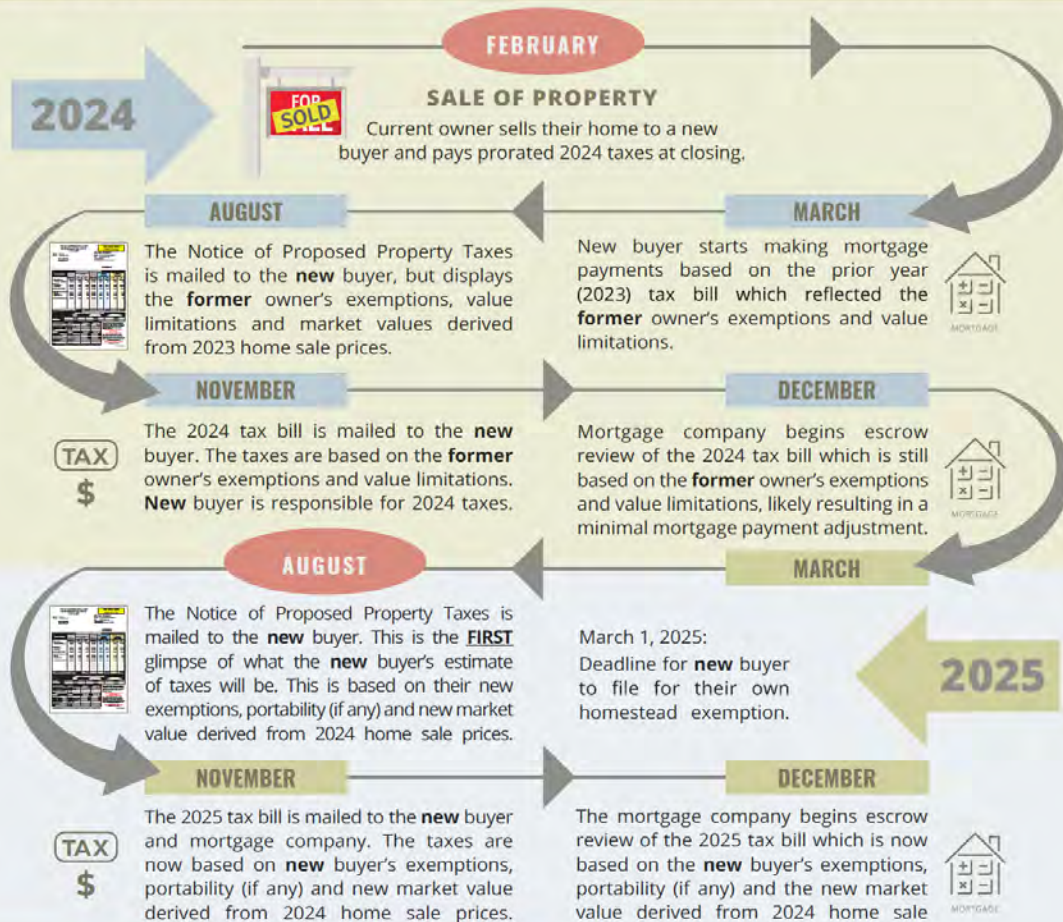 2024
FEBRUARY
FOR
SOLD
SALE OF PROPERTY
Current owner sells their home to a new
buyer and pays prorated 2024 taxes at closing.
MARCH
New buyer starts making mortgage
payments based on the prior year
(2023) tax bill which reflected the
former owner's exemptions and value
limitations.
MORTGAGE
AUGUST
The Notice of Proposed Property Taxes
is mailed to the new buyer, but displays
the former owner's exemptions, value
limitations and market values derived
from 2023 home sale prices.
NOVEMBER
TAX
$
The 2024 tax bill is mailed to the new
buyer. The taxes are based on the former
owner's exemptions and value limitations.
New buyer is responsible for 2024 taxes.
DECEMBER
Mortgage company begins escrow
review of the 2024 tax bill which is still
based on the former owner's exemptions
and value limitations, likely resulting in a
minimal mortgage payment adjustment.
MORTGAGE
2025
MARCH
March 1, 2025:
Deadline for new buyer
to file for their own
homestead exemption.
AUGUST
The Notice of Proposed Property Taxes is
mailed to the new buyer. This is the FIRST
glimpse of what the new buyer's estimate
of taxes will be. This is based on their new
exemptions, portability (if any) and new market
value derived from 2024 home sale prices.
NOVEMBER
TAX
$
The 2025 tax bill is mailed to the new buyer
and mortgage company. The taxes are
now based on new buyer's exemptions,
portability (if any) and new market value
derived from 2024 home sale prices.
DECEMBER
The mortgage company begins escrow
review of the 2025 tax bill which is now
based on the new buyer's exemptions,
portability (if any) and the new market
value derived from 2024 home sale
MORTGAGE